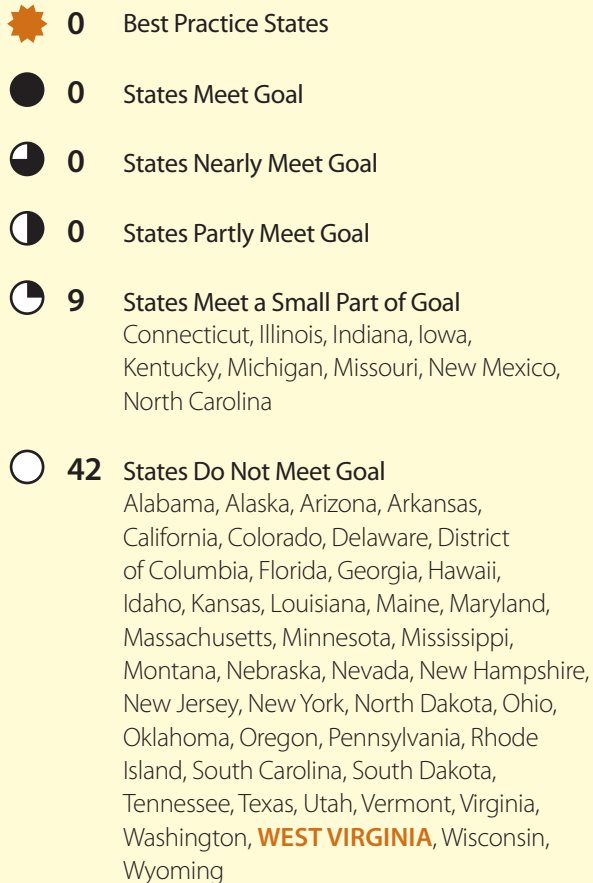 0 Best Practice States
0 States Meet Goal
0 States Nearly Meet Goal
0 States Partly Meet Goal
9 States Meet a Small Part of Goal
Connecticut, Illinois, Indiana, Iowa,
Kentucky, Michigan, Missouri, New Mexico,
North Carolina
42 States Do Not Meet Goal
Alabama, Alaska, Arizona, Arkansas,
California, Colorado, Delaware, District
of Columbia, Florida, Georgia, Hawaii,
Idaho, Kansas, Louisiana, Maine, Maryland,
Massachusetts, Minnesota, Mississippi,
Montana, Nebraska, Nevada, New Hampshire,
New Jersey, New York, North Dakota, Ohio,
Oklahoma, Oregon, Pennsylvania, Rhode
Island, South Carolina, South Dakota,
Tennessee, Texas, Utah, Vermont, Virginia,
Washington, WEST VIRGINIA, Wisconsin,
Wyoming